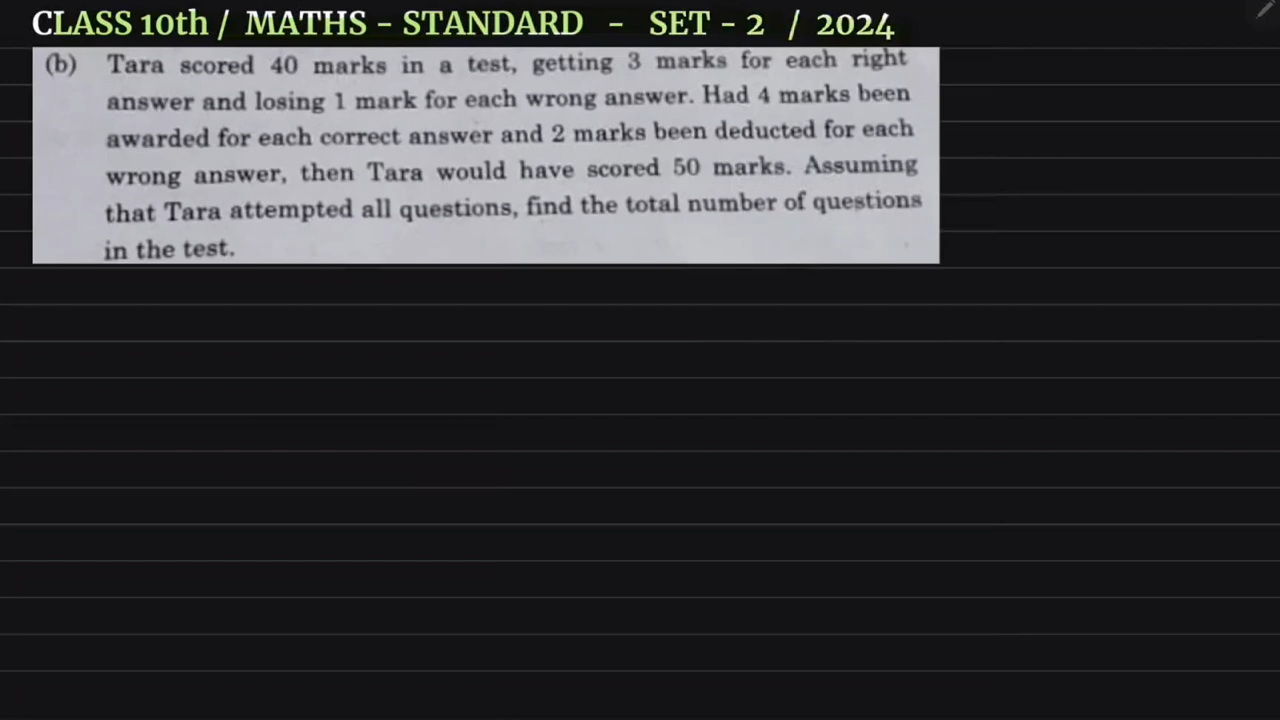 CLASS 10th / MATHS - STANDARD - SET - 2 / 2024
(b) Tara scored 40 marks in a test, getting 3 marks for each right
answer and losing 1 mark for each wrong answer. Had 4 marks been
awarded for each correct answer and 2 marks been deducted for each
wrong answer, then Tara would have scored 50 marks. Assuming
that Tara attempted all questions, find the total number of questions
in the test.